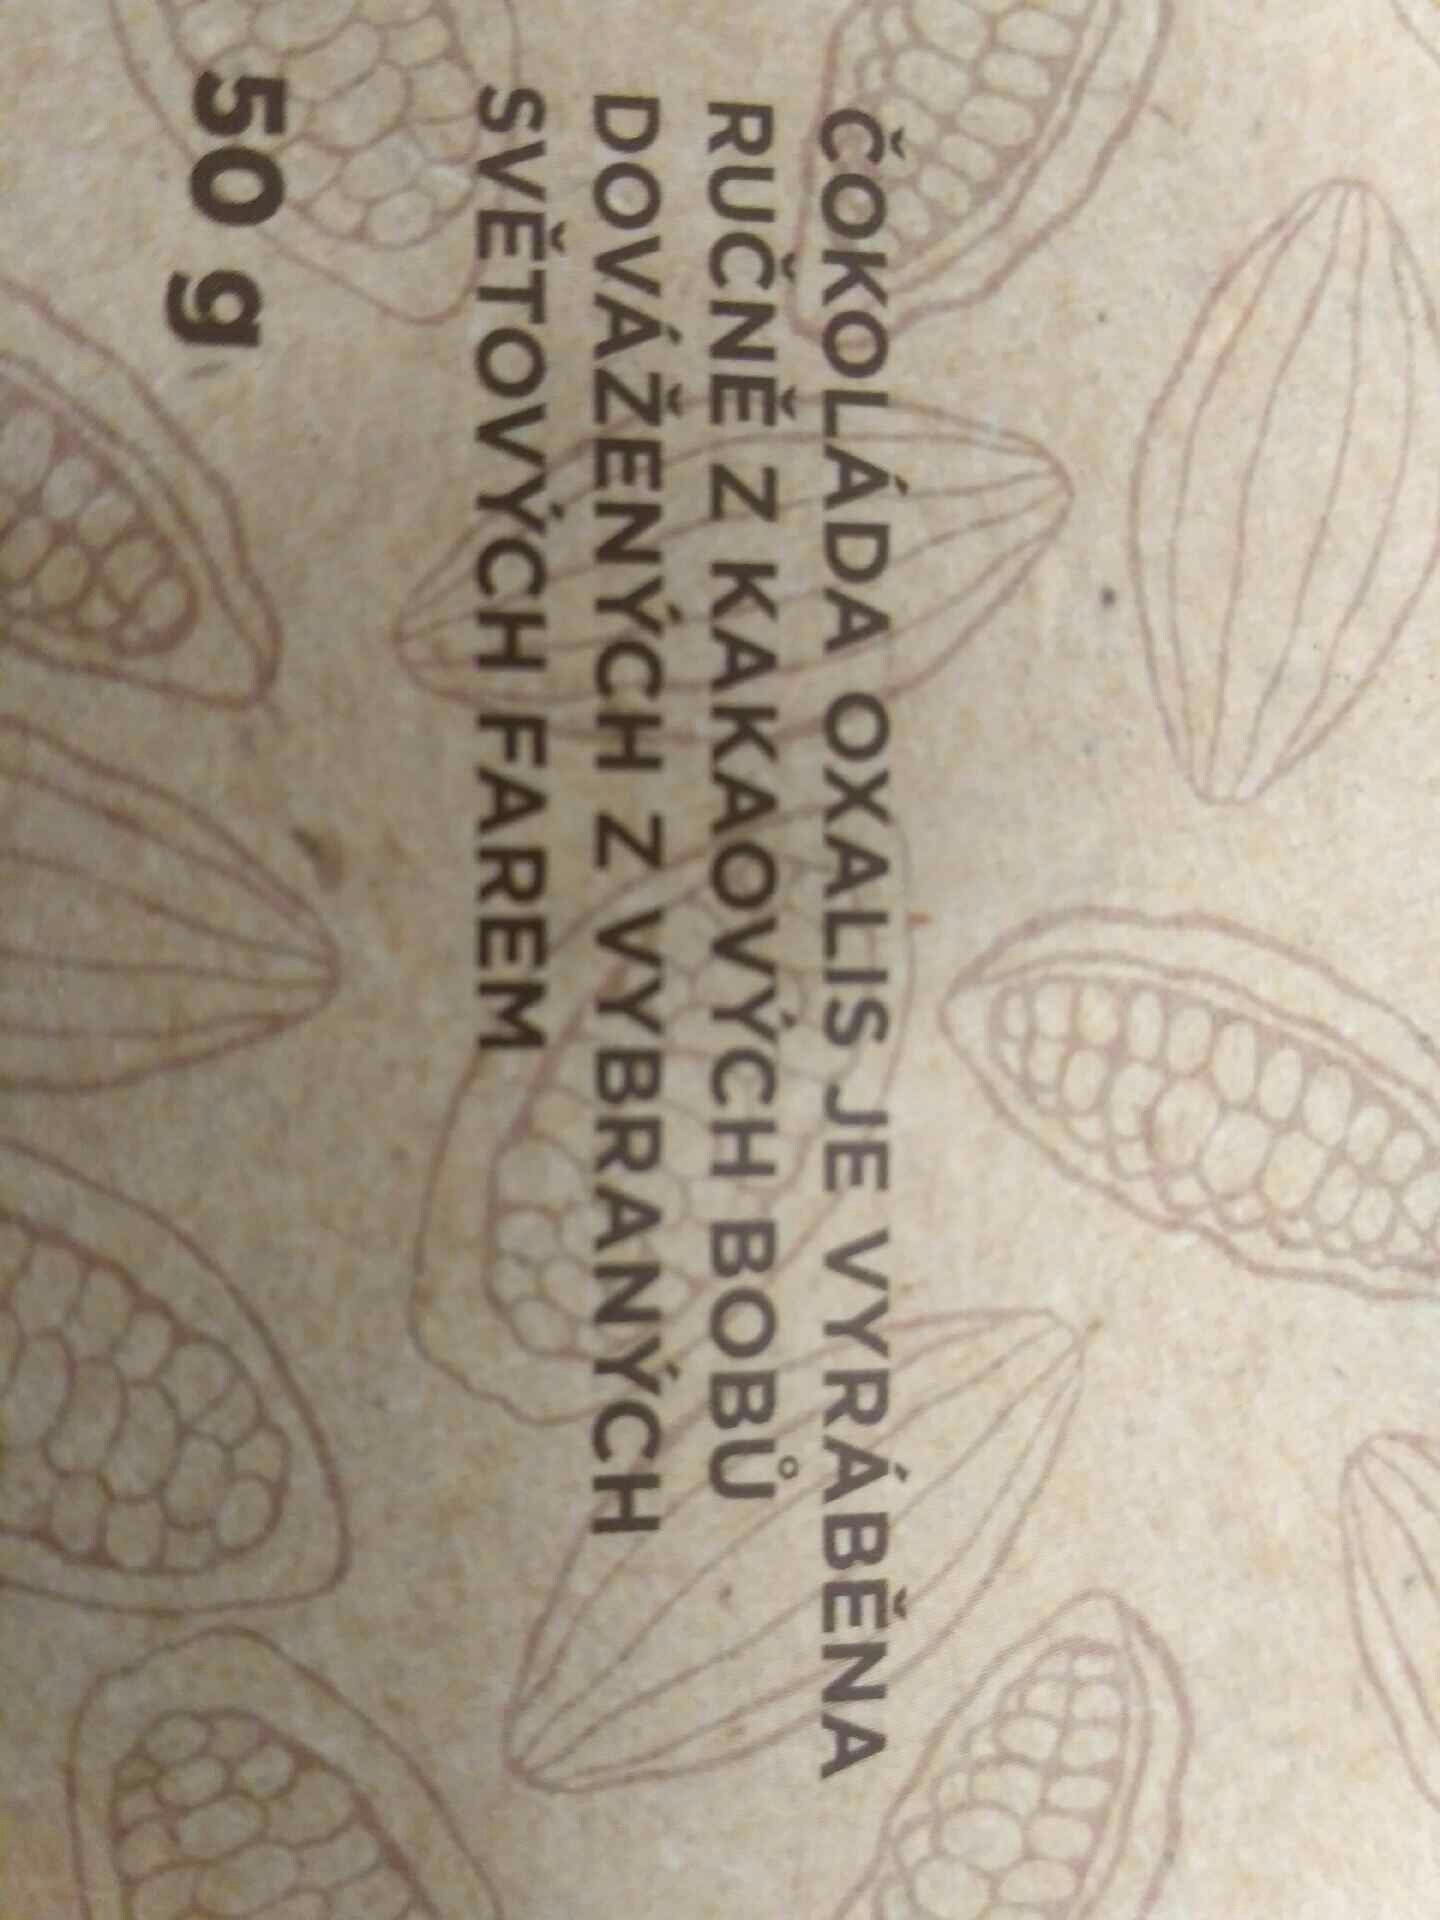 ČOKOLÁDA OXALIS JE VYRÁBĚNA
RUČNĚ Z KAKAOVÝCH BOBŮ
DOVÁŽENÝCH Z VYBRANÝCH
SVĚTOVÝCH FAREM
50 g